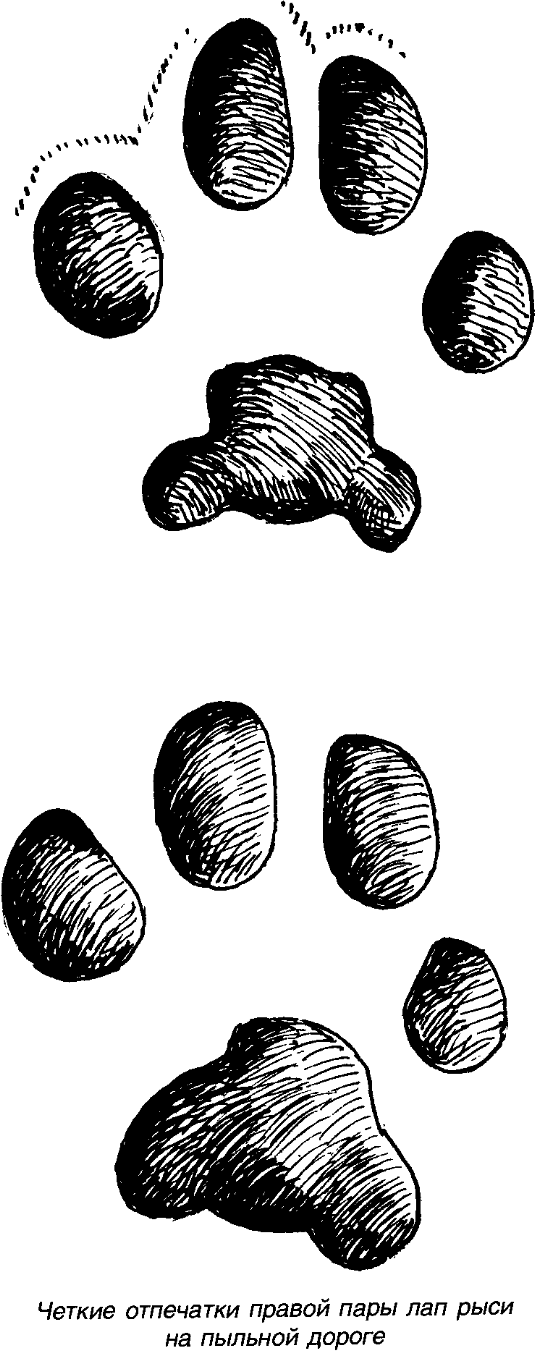 Четкие отпечатки правой пары лап рыси
на пыльной дороге